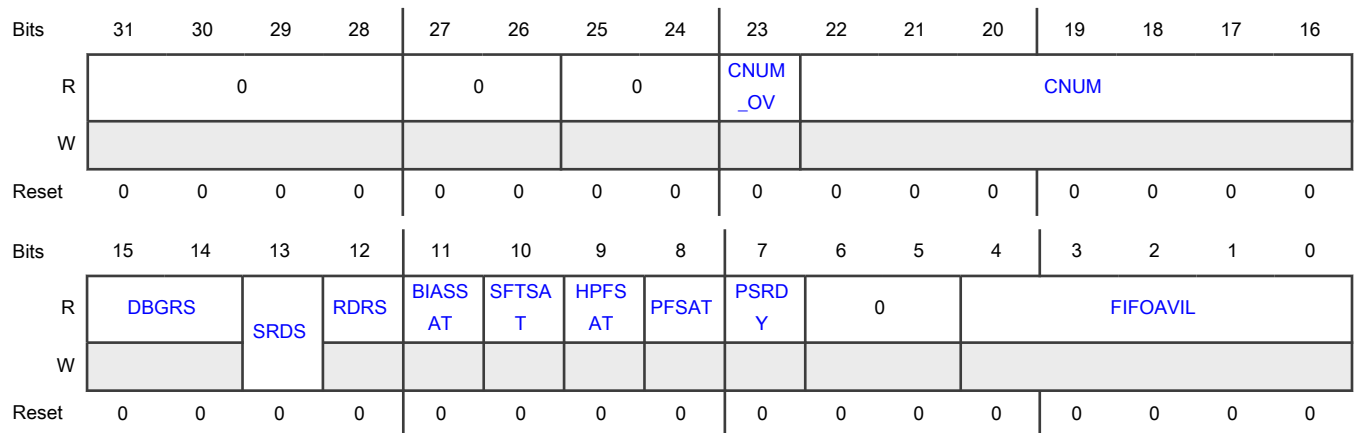 Bits 31 30 29 28 27 26 25 24 23 22 21 20 19 18 17 16
R 0 0 0 CNUM
_OV CNUM
W
Reset 0 0 0 0 0 0 0 0 0 0 0 0 0 0 0 0
Bits 15 14 13 12 11 10 9 8 7 6 5 4 3 2 1 0
R DBGRS SRDS RDRS BIASS
AT SFTSA
T HPFS
AT PFSAT PSRD
Y 0 FIFOAVIL
W
Reset 0 0 0 0 0 0 0 0 0 0 0 0 0 0 0 0